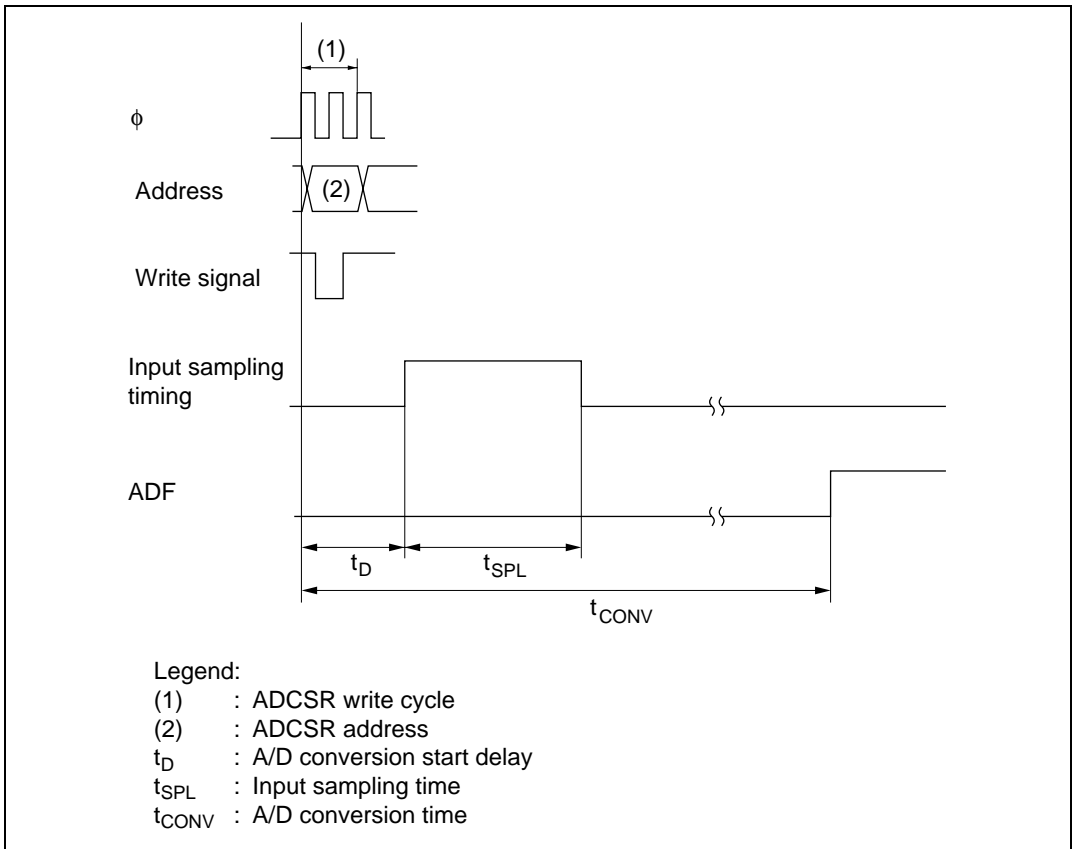 (1)
ϕ
Address
(2)
Write signal
Input sampling
timing
ADF
tD
tSPL
tCONV
Legend:
(1) : ADCSR write cycle
(2) : ADCSR address
tD : A/D conversion start delay
tSPL : Input sampling time
tCONV : A/D conversion time